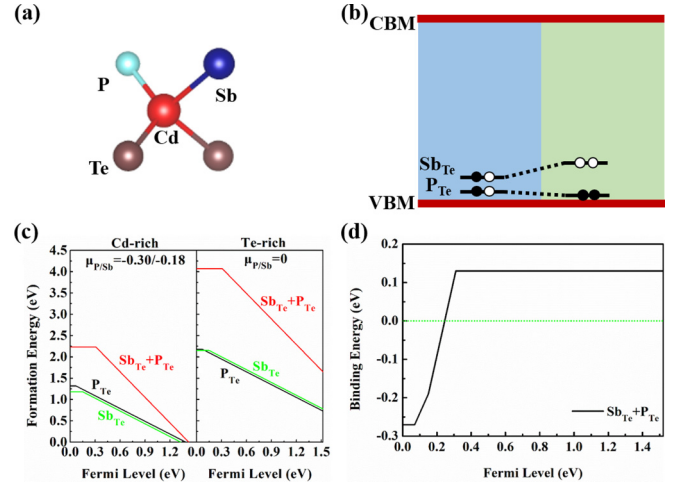 (a)
P
Sb
Cd
Te
(b)
CBM
Sb_Te
P_Te
VBM
(c)
Cd-rich
Te-rich
μ_P/Sb=-0.30/-0.18
μ_P/Sb=0
Formation Energy (eV)
4.5
4.0
3.5
3.0
2.5
2.0
1.5
1.0
0.5
0.0
Sb_Te+P_Te
P_Te
Sb_Te
Sb_Te+P_Te
Sb_Te
P_Te
0.0 0.3 0.6 0.9 1.2 0.0 0.3 0.6 0.9 1.2 1.5
Fermi Level (eV)
Fermi Level (eV)
(d)
Binding Energy (eV)
0.2
0.1
0.0
-0.1
-0.2
-0.3
Sb_Te+P_Te
0.0 0.2 0.4 0.6 0.8 1.0 1.2 1.4
Fermi Level (eV)